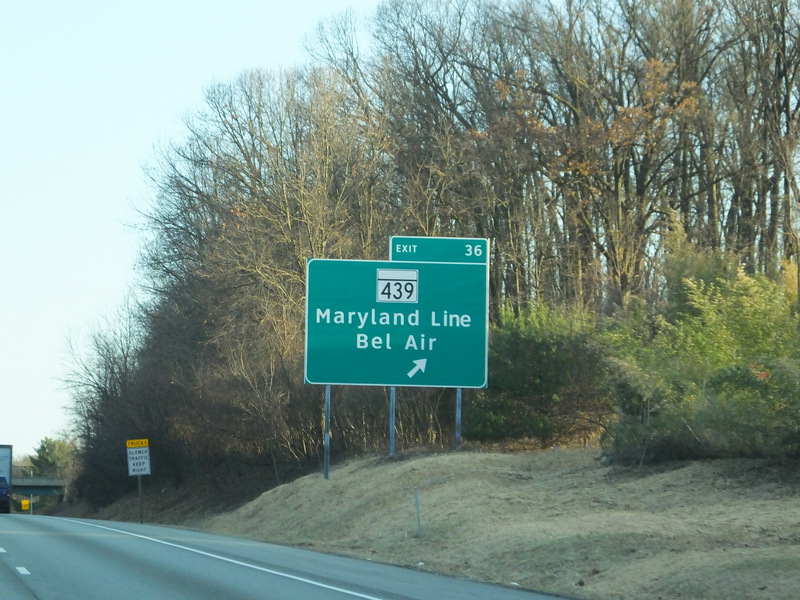 EXIT 36
439
Maryland Line
Bel Air
TRUCKS
SLOWER
TRAFFIC
KEEP
RIGHT